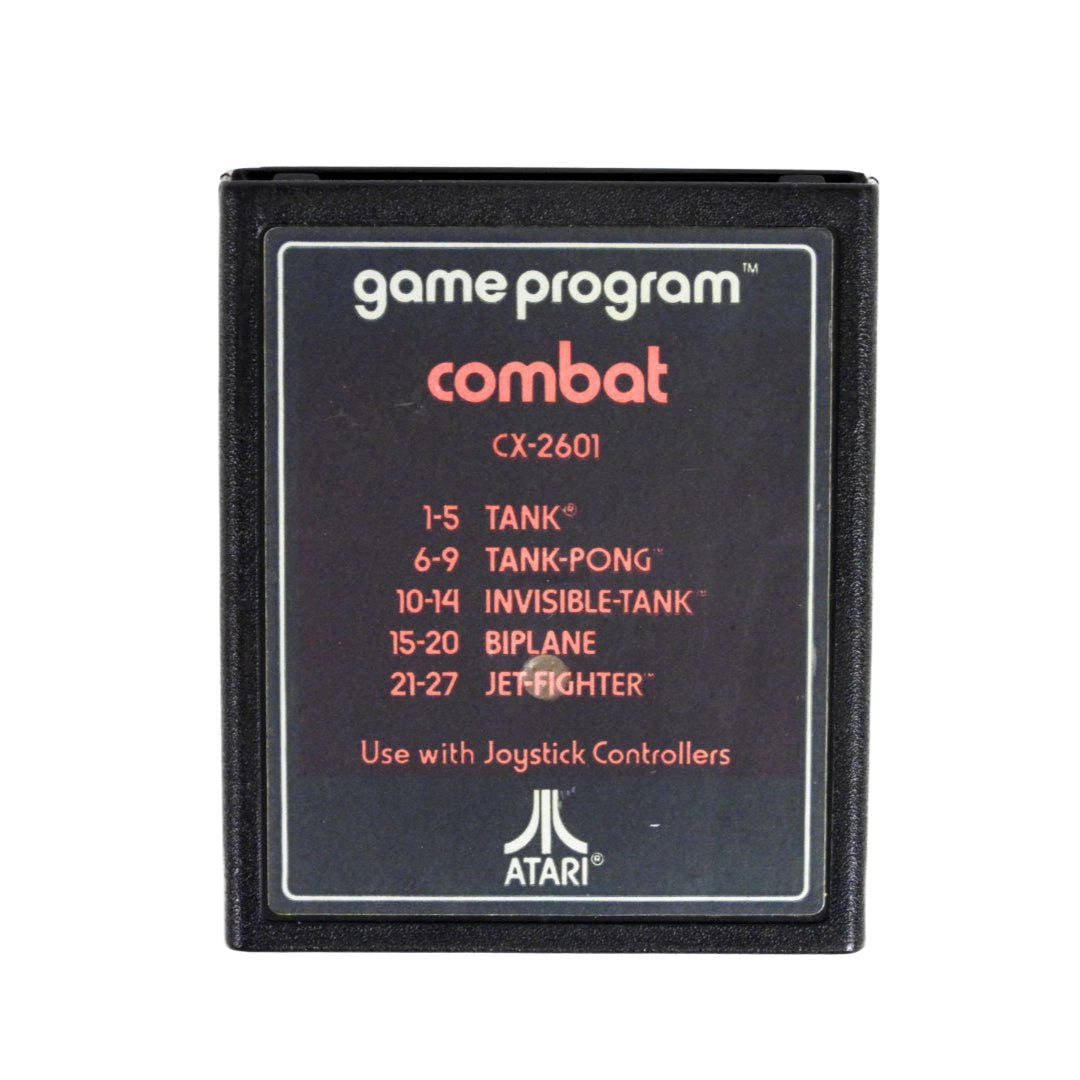 game program™
combat
CX-2601
1-5 TANK®
6-9 TANK-PONG™
10-14 INVISIBLE-TANK™
15-20 BIPLANE
21-27 JET-FIGHTER™
Use with Joystick Controllers
ATARI®